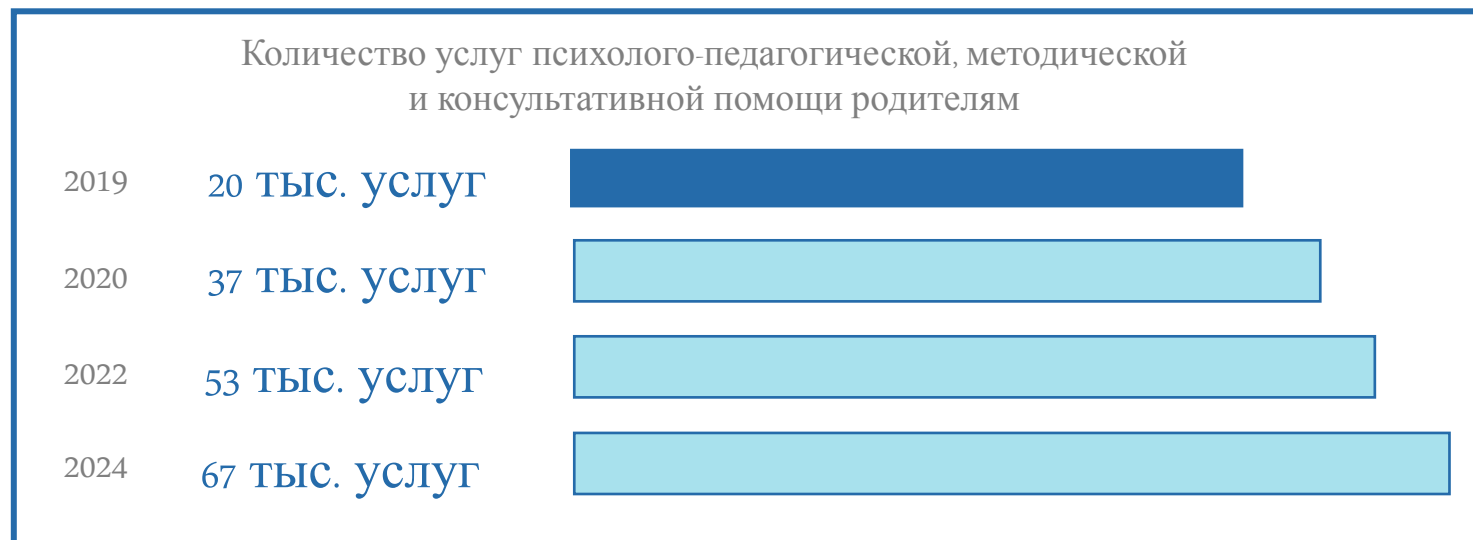 Количество услуг психолого-педагогической, методической
и консультативной помощи родителям
2019 20 тыс. услуг
2020 37 тыс. услуг
2022 53 тыс. услуг
2024 67 тыс. услуг